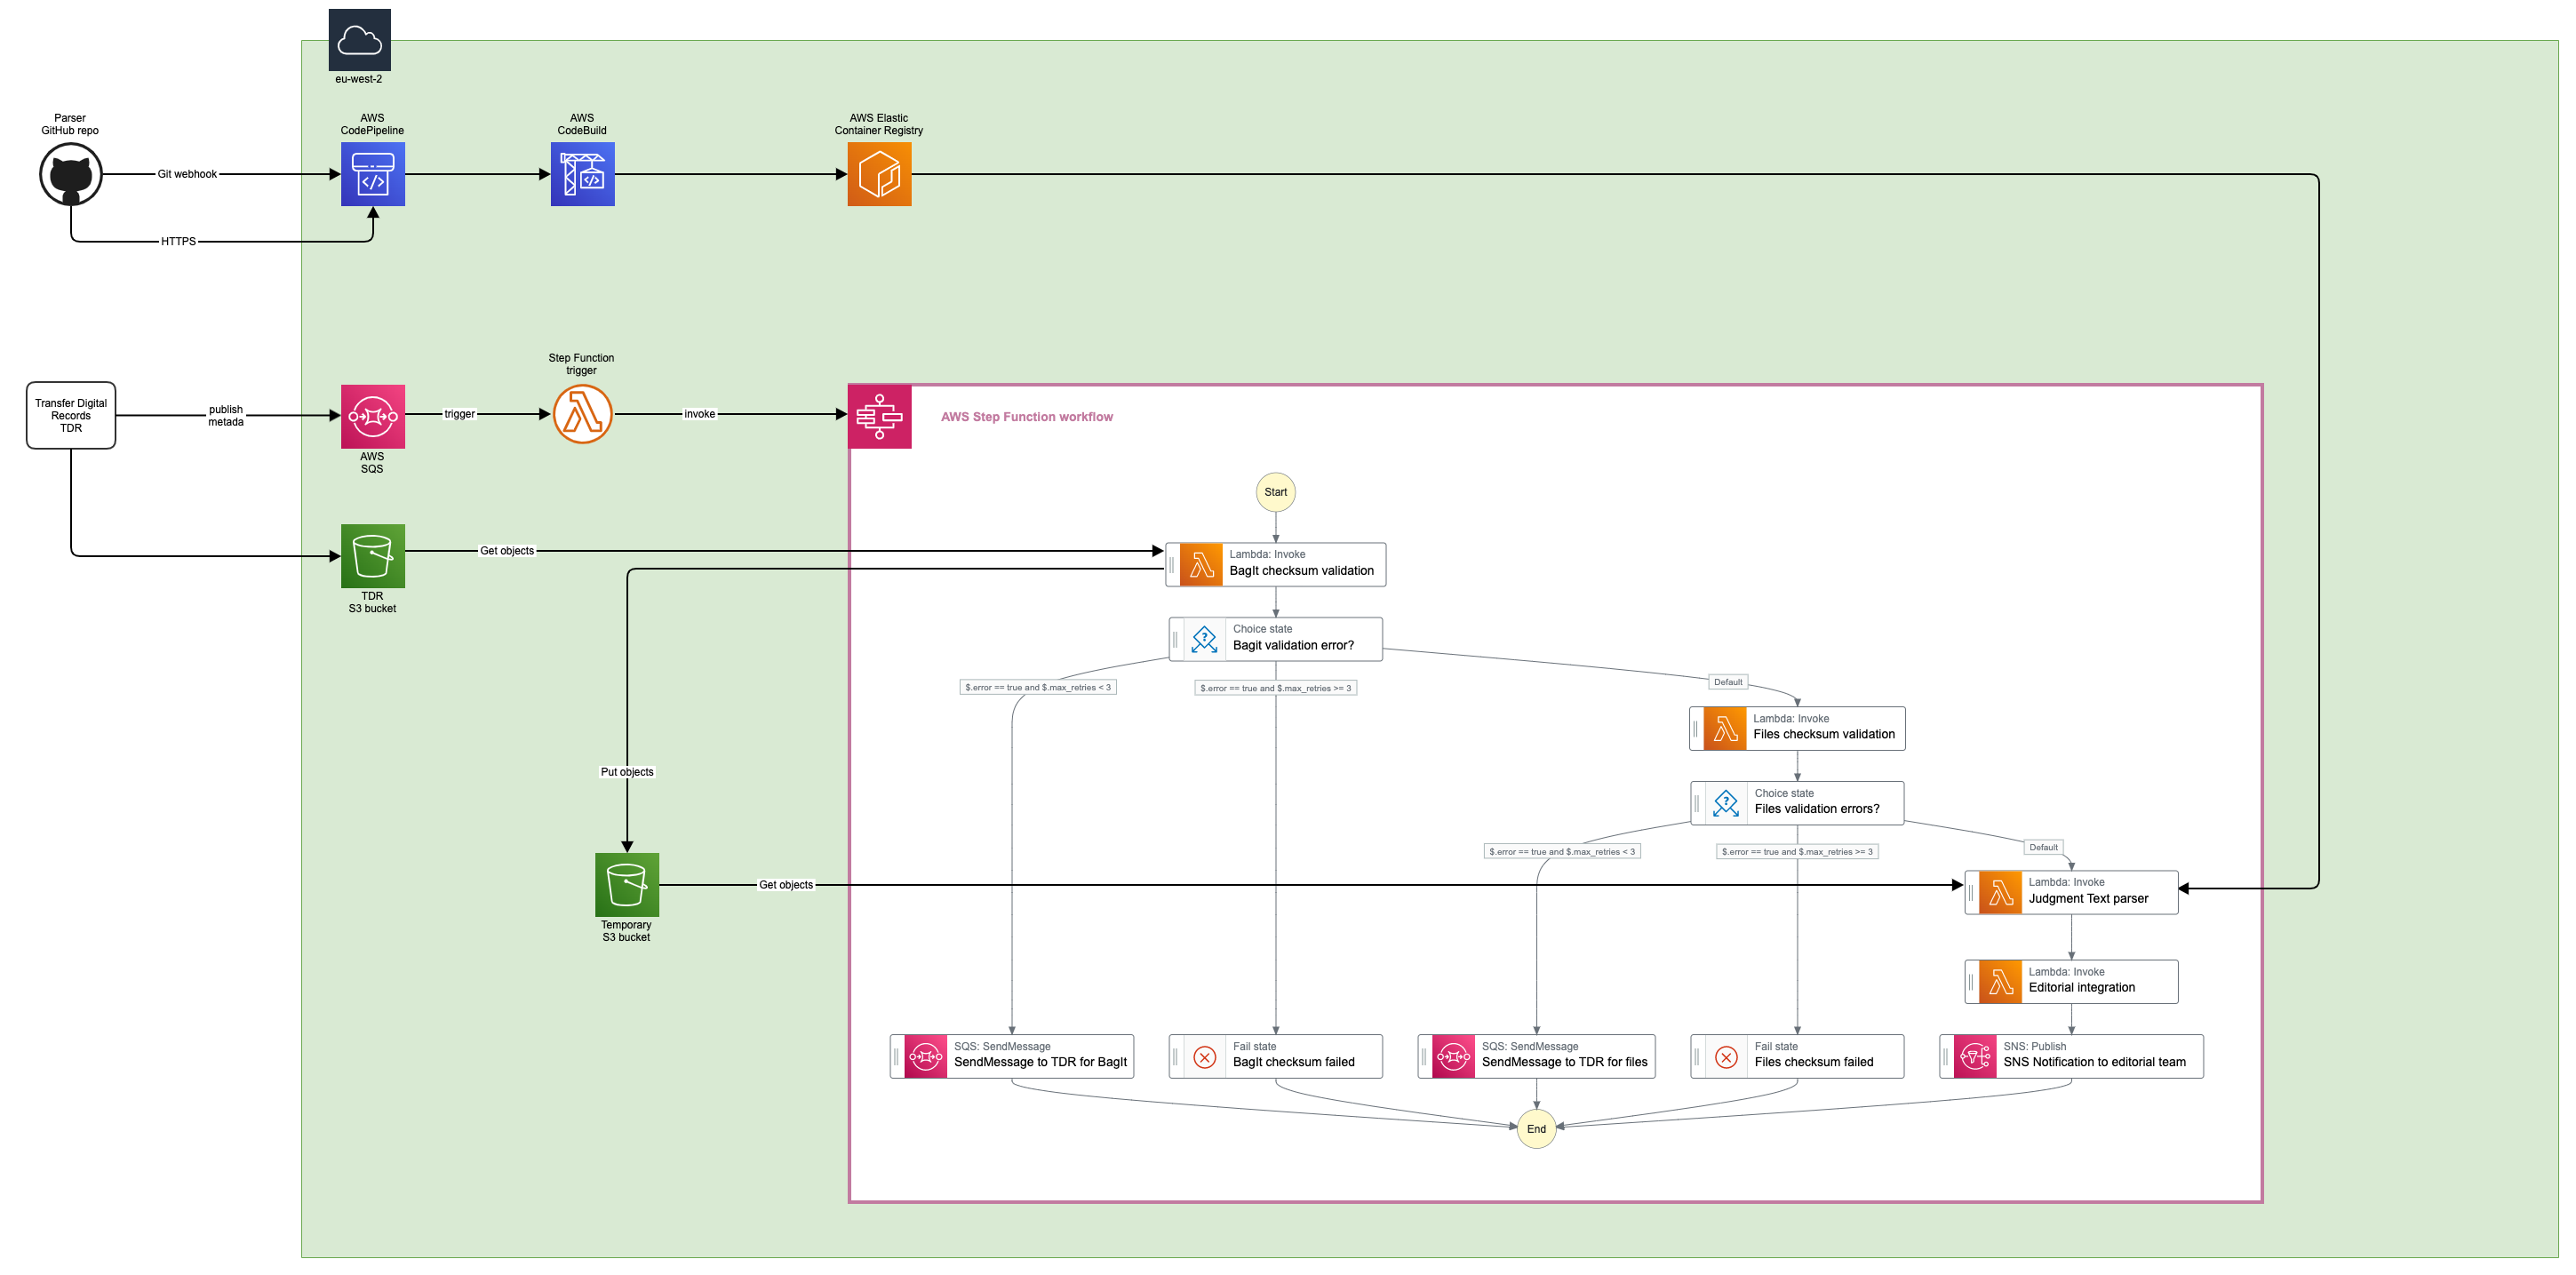 eu-west-2
Parser
GitHub repo
AWS
CodePipeline
AWS
CodeBuild
AWS Elastic
Container Registry
Git webhook
HTTPS
Step Function
trigger
Transfer Digital
Records
TDR
publish
metada
trigger
invoke
AWS Step Function workflow
AWS
SQS
Start
Get objects
Lambda: Invoke
BagIt checksum validation
TDR
S3 bucket
Choice state
Bagit validation error?
$.error == true and $.max_retries < 3
$.error == true and $.max_retries >= 3
Default
Lambda: Invoke
Files checksum validation
Put objects
Choice state
Files validation errors?
$.error == true and $.max_retries < 3
$.error == true and $.max_retries >= 3
Default
Get objects
Lambda: Invoke
Judgment Text parser
Temporary
S3 bucket
Lambda: Invoke
Editorial integration
SQS: SendMessage
SendMessage to TDR for BagIt
Fail state
BagIt checksum failed
SQS: SendMessage
SendMessage to TDR for files
Fail state
Files checksum failed
SNS: Publish
SNS Notification to editorial team
End